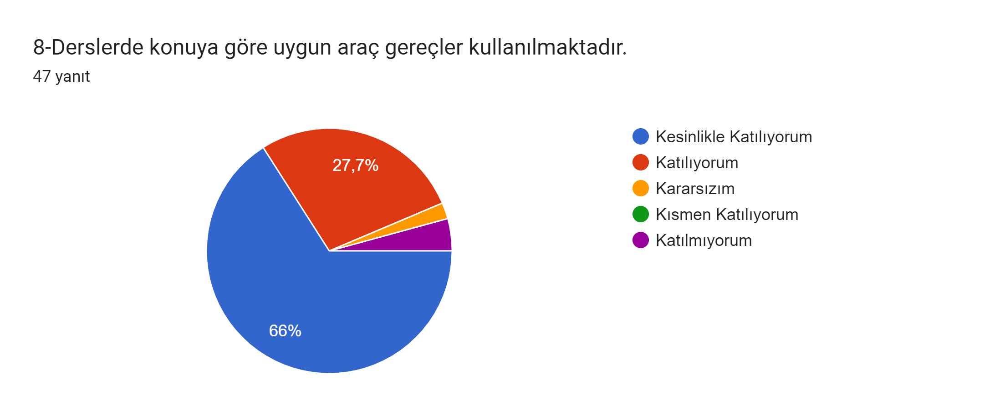 8-Derslerde konuya göre uygun araç gereçler kullanılmaktadır.
47 yanıt
27,7%
66%
Kesinlikle Katılıyorum
Katılıyorum
Kararsızım
Kısmen Katılıyorum
Katılmıyorum